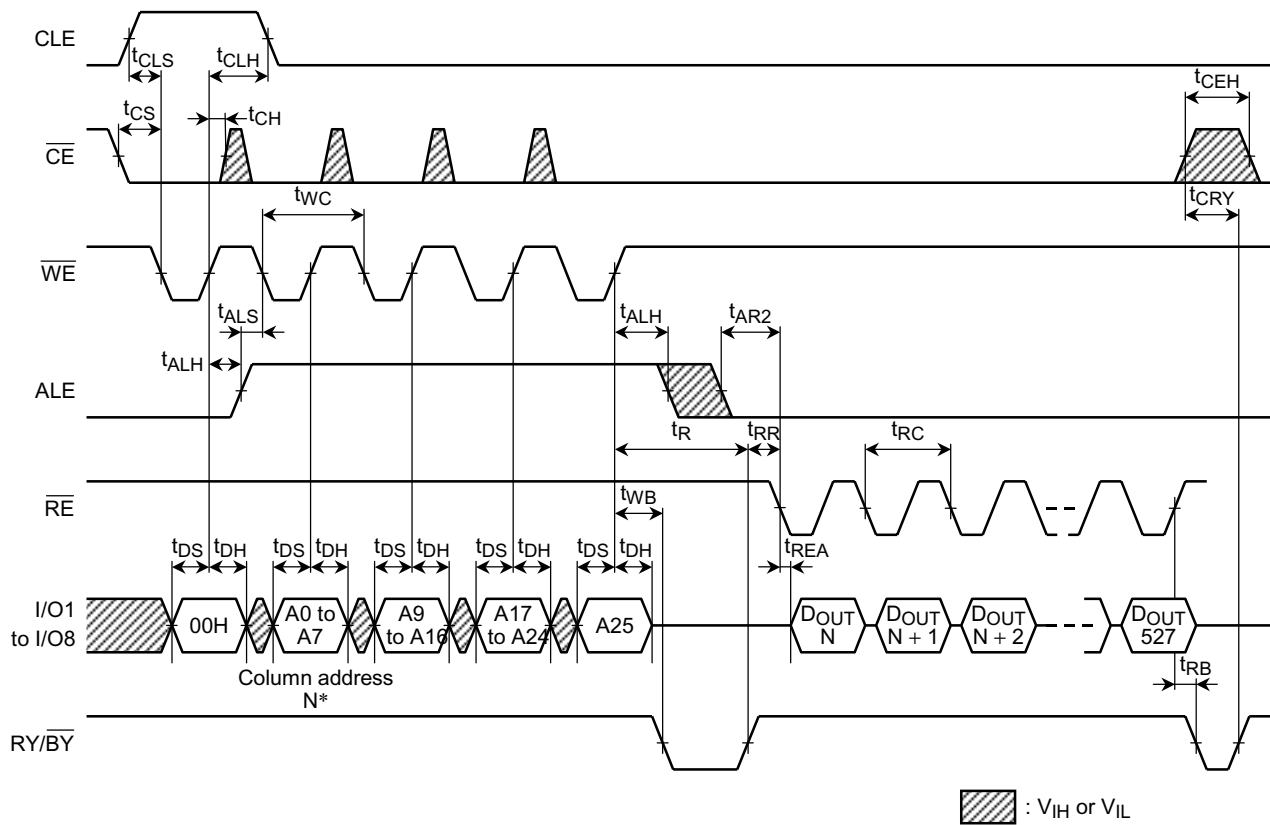 CLE
tCLS
tCLH
tCEH
tCS
tCH
CE
tWC
tCRY
WE
tALS
tALH
tAR2
tALH
ALE
tR
tRR
tRC
RE
tWB
tREA
tDS tDH tDS tDH tDS tDH tDS tDH tDS tDH
I/O1
to I/O8
00H
A0 to
A7
A9
to A16
A17
to A24
A25
DOUT
N
DOUT
N + 1
DOUT
N + 2
DOUT
527
Column address
N*
tRB
RY/BY
: VIH or VIL